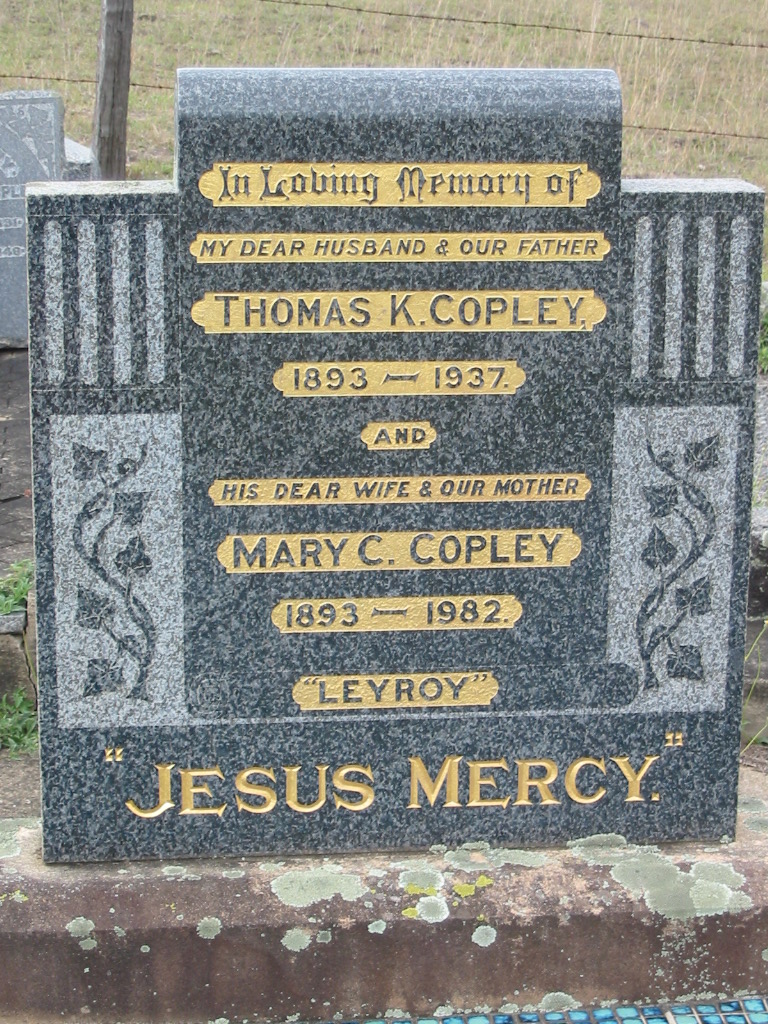 In Loving Memory of
MY DEAR HUSBAND & OUR FATHER
THOMAS K. COPLEY,
1893 — 1937.
AND
HIS DEAR WIFE & OUR MOTHER
MARY C. COPLEY
1893 — 1982.
"LEYROY"
"JESUS MERCY."